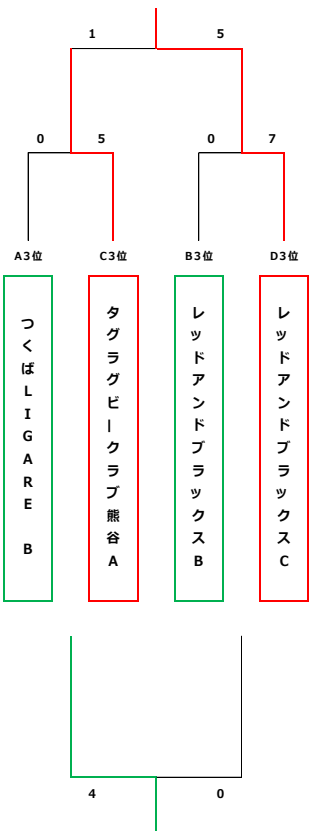 1 5
0 5 0 7
A3位 C3位 B3位 D3位
つくばLIGARE B
タグラグビークラブ熊谷A
レッドアンドブラックスB
レッドアンドブラックスC
4 0